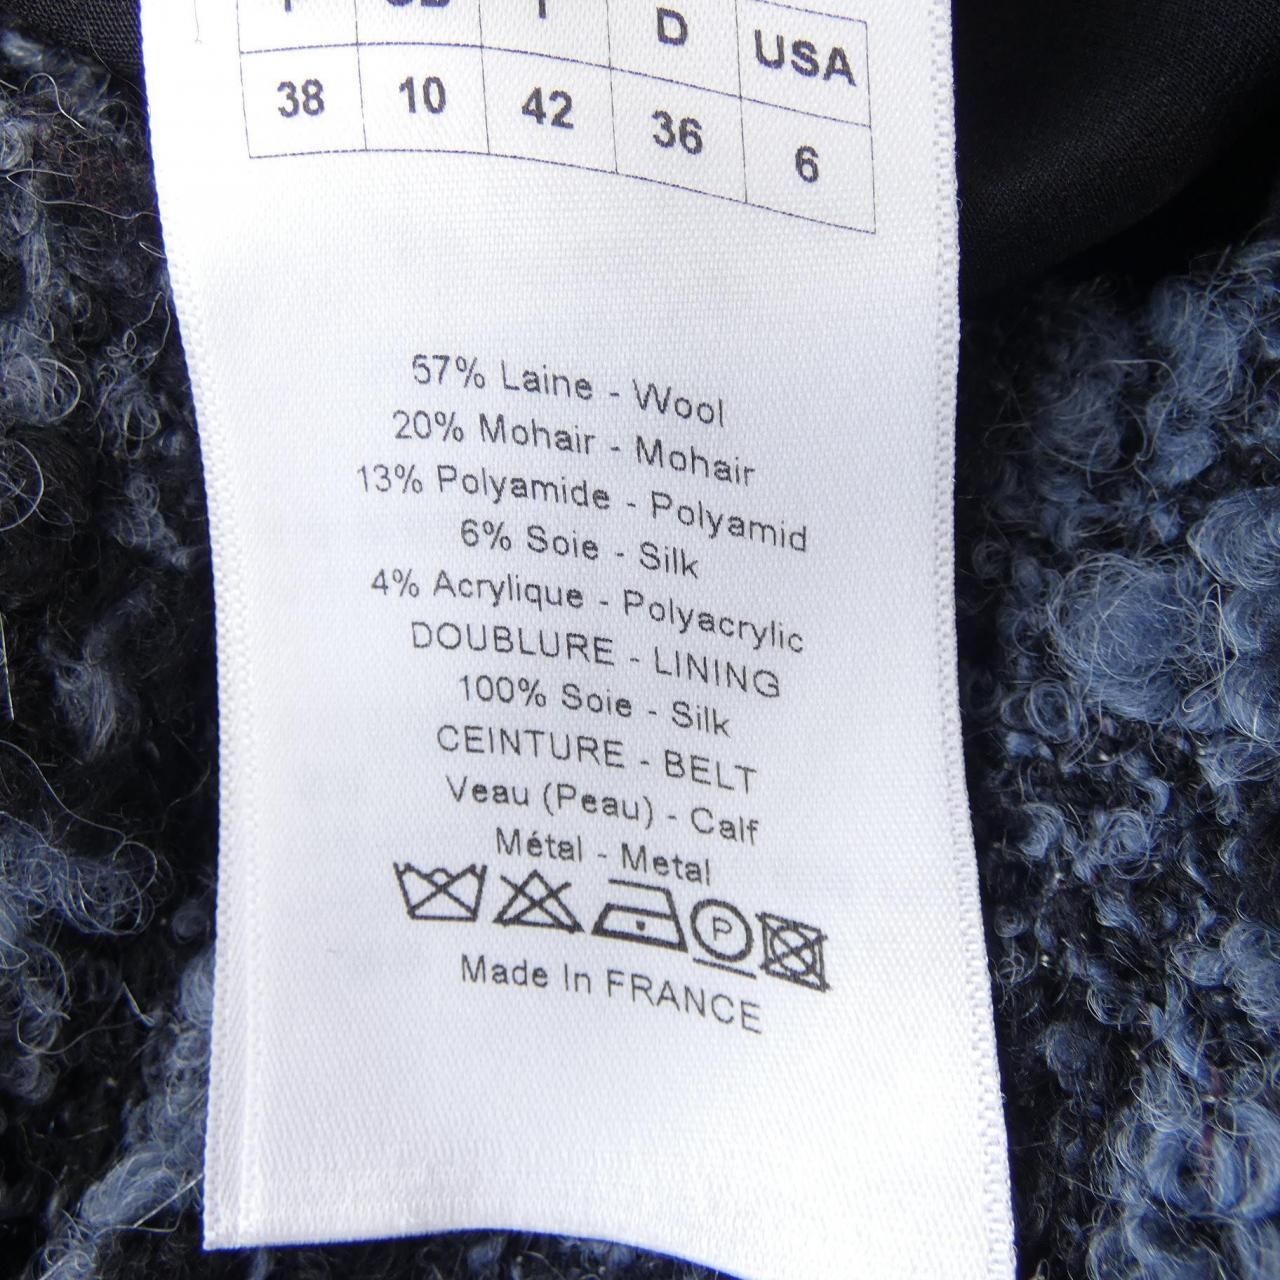 D USA
38 10 42 36 6
57% Laine - Wool
20% Mohair - Mohair
13% Polyamide - Polyamid
6% Soie - Silk
4% Acrylique - Polyacrylic
DOUBLURE - LINING
100% Soie - Silk
CEINTURE - BELT
Veau (Peau) - Calf
Métal - Metal
P
Made In FRANCE